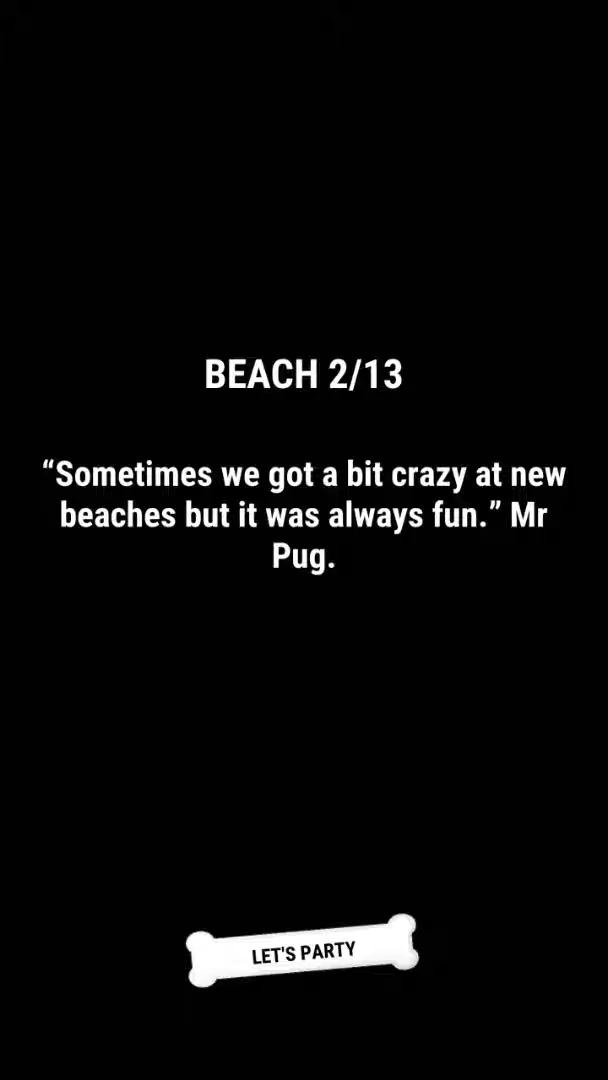 BEACH 2/13
“Sometimes we got a bit crazy at new
beaches but it was always fun.” Mr
Pug.
LET'S PARTY